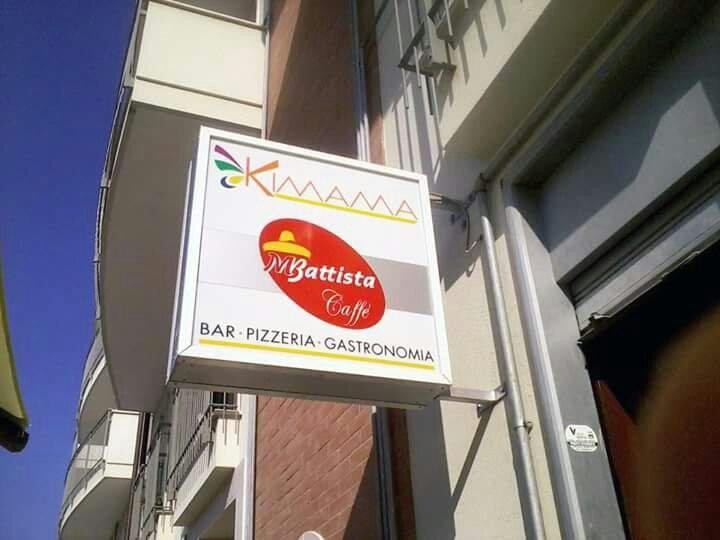 KIMAMA
MBattista
Caffè
BAR · PIZZERIA · GASTRONOMIA